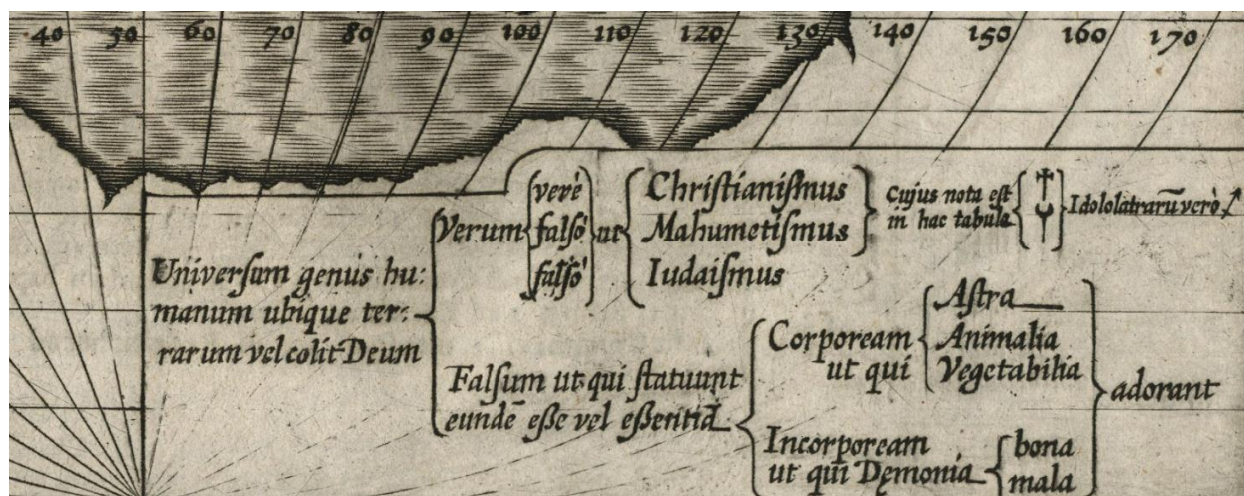 40 50 60 70 80 90 100 110 120 130 140 150 160 170
Universum genus hu:
manum ubique ter:
rarum vel colit Deum
Verum
verè
falsò
falsò
ut
Christianismus
Mahumetismus
Iudaismus
Cujus nota est
in hac tabula
Idololatrarū verò
Falsum ut qui statuunt
eundē esse vel essentiā
Corpoream
ut qui
Astra
Animalia
Vegetabilia
Incorpoream
ut qui Dęmonia
bona
mala
adorant